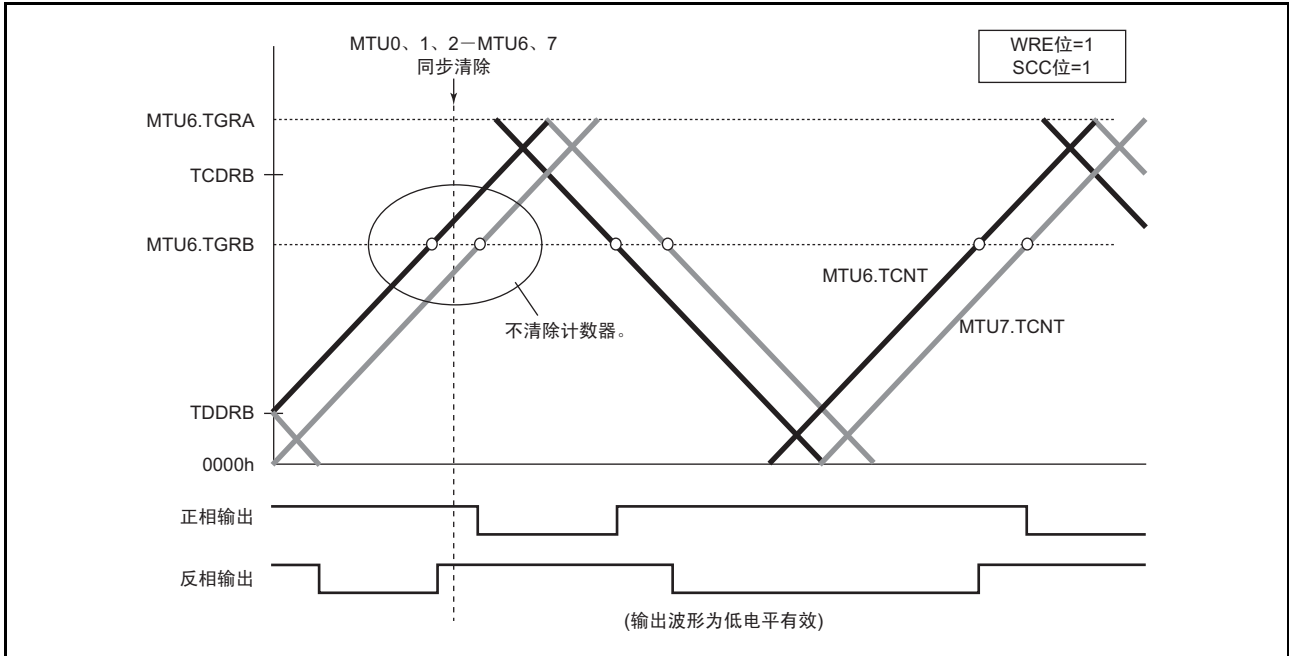 MTU0、1、2－MTU6、7
同步清除
WRE位=1
SCC位=1
MTU6.TGRA
TCDRB
MTU6.TGRB
MTU6.TCNT
MTU7.TCNT
不清除计数器。
TDDRB
0000h
正相输出
反相输出
(输出波形为低电平有效)